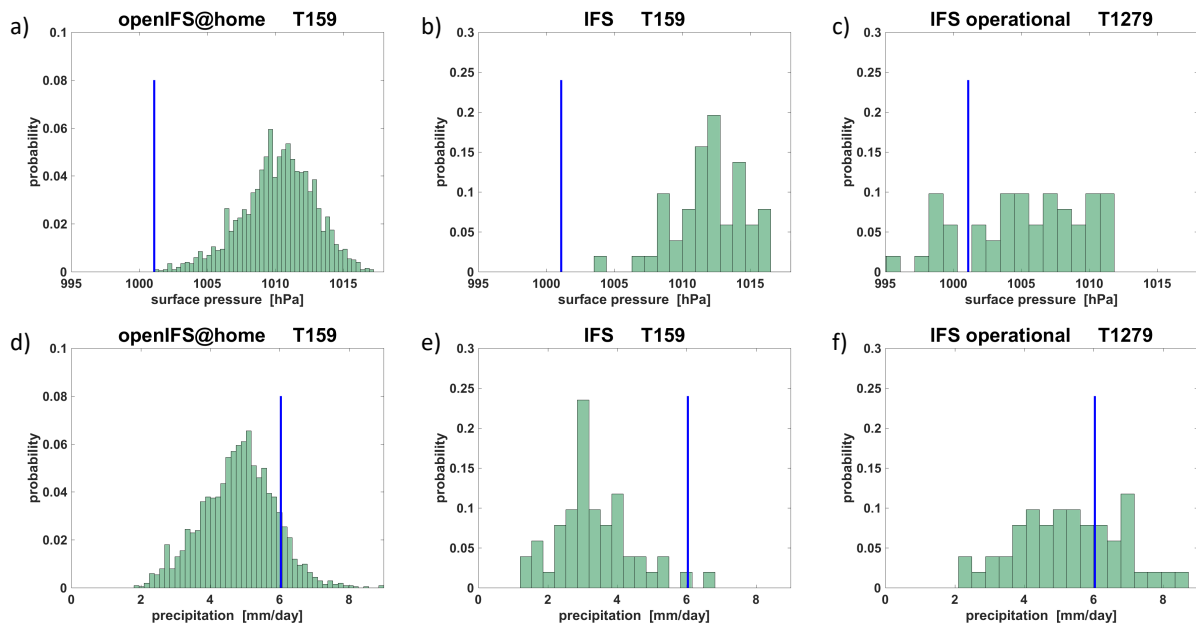 a)
openIFS@home T159
0.1
0.08
0.06
0.04
0.02
0
probability
995 1000 1005 1010 1015
surface pressure [hPa]
b)
IFS T159
0.3
0.25
0.2
0.15
0.1
0.05
0
probability
995 1000 1005 1010 1015
surface pressure [hPa]
c)
IFS operational T1279
0.3
0.25
0.2
0.15
0.1
0.05
0
probability
995 1000 1005 1010 1015
surface pressure [hPa]
d)
openIFS@home T159
0.1
0.08
0.06
0.04
0.02
0
probability
0 2 4 6 8
precipitation [mm/day]
e)
IFS T159
0.3
0.25
0.2
0.15
0.1
0.05
0
probability
0 2 4 6 8
precipitation [mm/day]
f)
IFS operational T1279
0.3
0.25
0.2
0.15
0.1
0.05
0
probability
0 2 4 6 8
precipitation [mm/day]